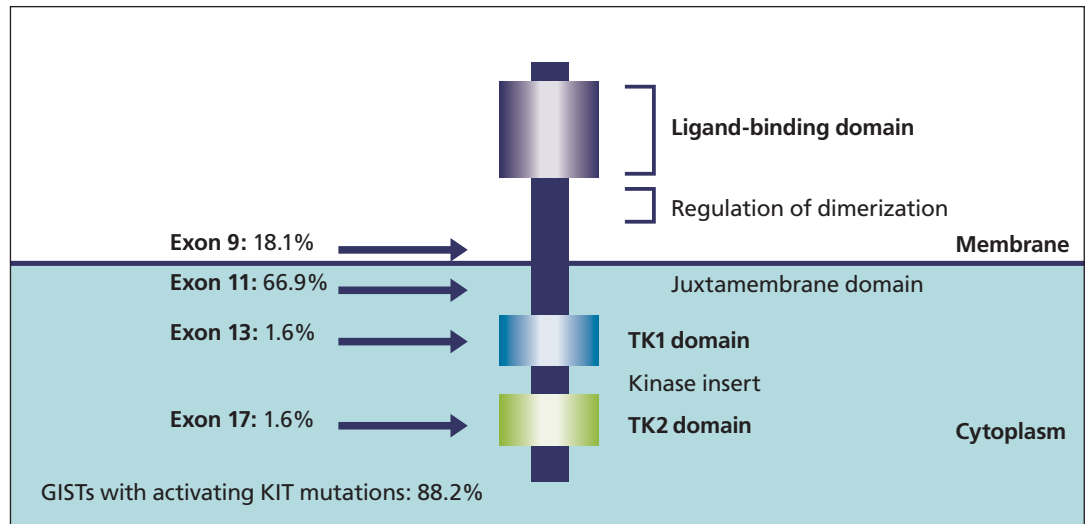 Ligand-binding domain
Regulation of dimerization
Exon 9: 18.1%
Membrane
Exon 11: 66.9%
Juxtamembrane domain
Exon 13: 1.6%
TK1 domain
Kinase insert
Exon 17: 1.6%
TK2 domain
Cytoplasm
GISTs with activating KIT mutations: 88.2%